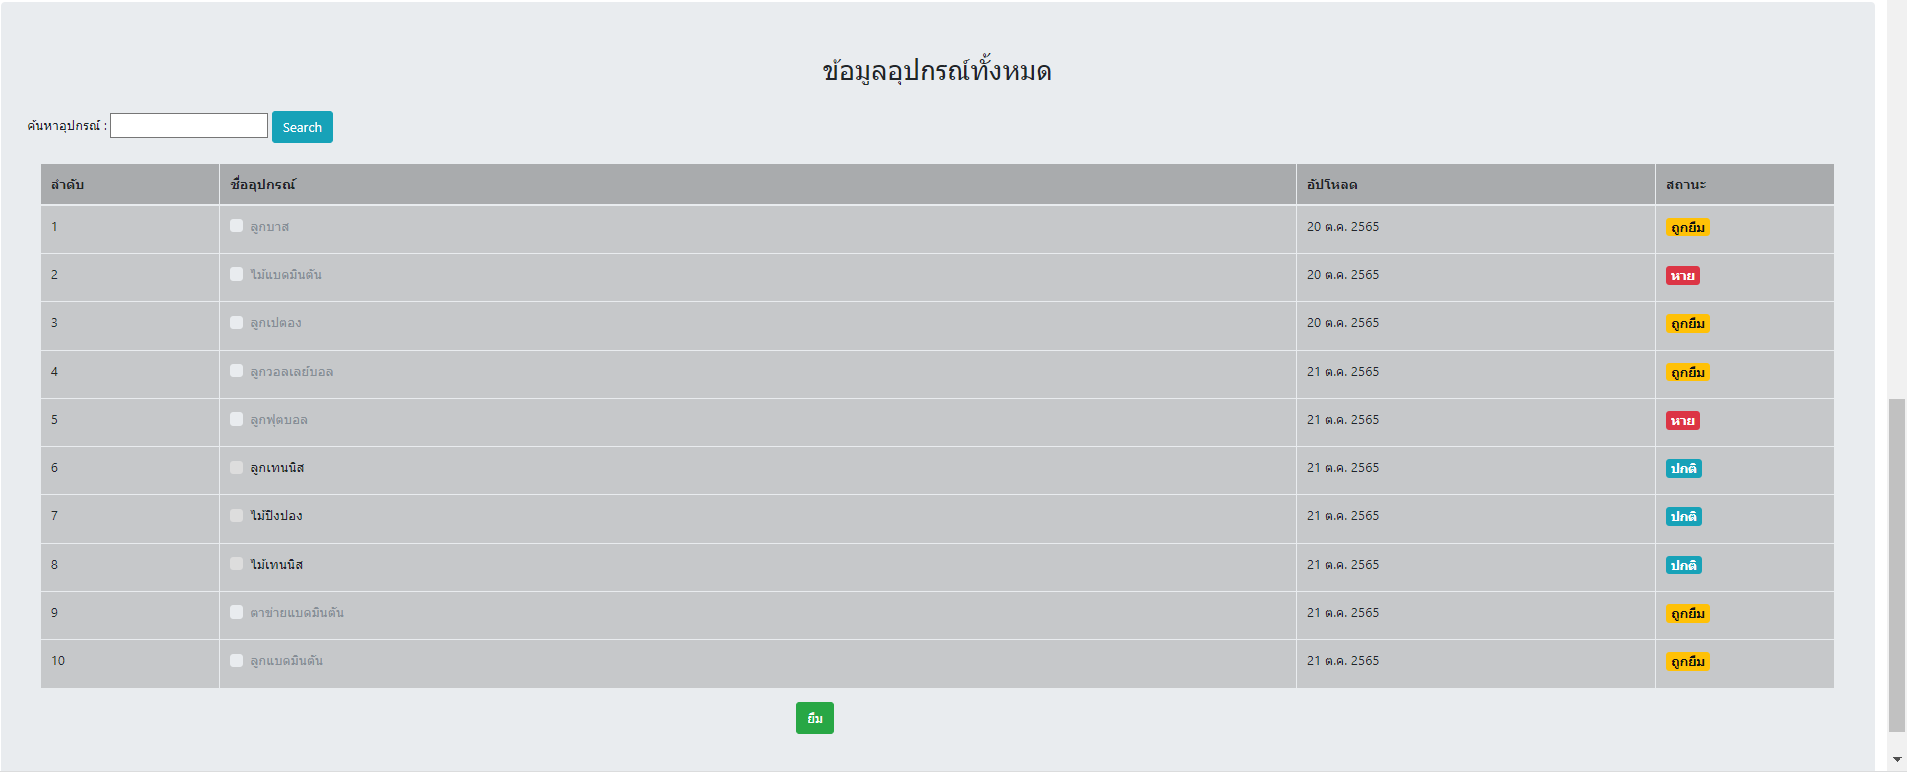 ข้อมูลอุปกรณ์ทั้งหมด
ค้นหาอุปกรณ์ : Search
ลำดับ ชื่ออุปกรณ์ อัปโหลด สถานะ
1 ลูกบาส 20 ต.ค. 2565 ถูกยืม
2 ไม้แบดมินตัน 20 ต.ค. 2565 หาย
3 ลูกเปตอง 20 ต.ค. 2565 ถูกยืม
4 ลูกวอลเลย์บอล 21 ต.ค. 2565 ถูกยืม
5 ลูกฟุตบอล 21 ต.ค. 2565 หาย
6 ลูกเทนนิส 21 ต.ค. 2565 ปกติ
7 ไม้ปิงปอง 21 ต.ค. 2565 ปกติ
8 ไม้เทนนิส 21 ต.ค. 2565 ปกติ
9 ตาข่ายแบดมินตัน 21 ต.ค. 2565 ถูกยืม
10 ลูกแบดมินตัน 21 ต.ค. 2565 ถูกยืม
ยืม